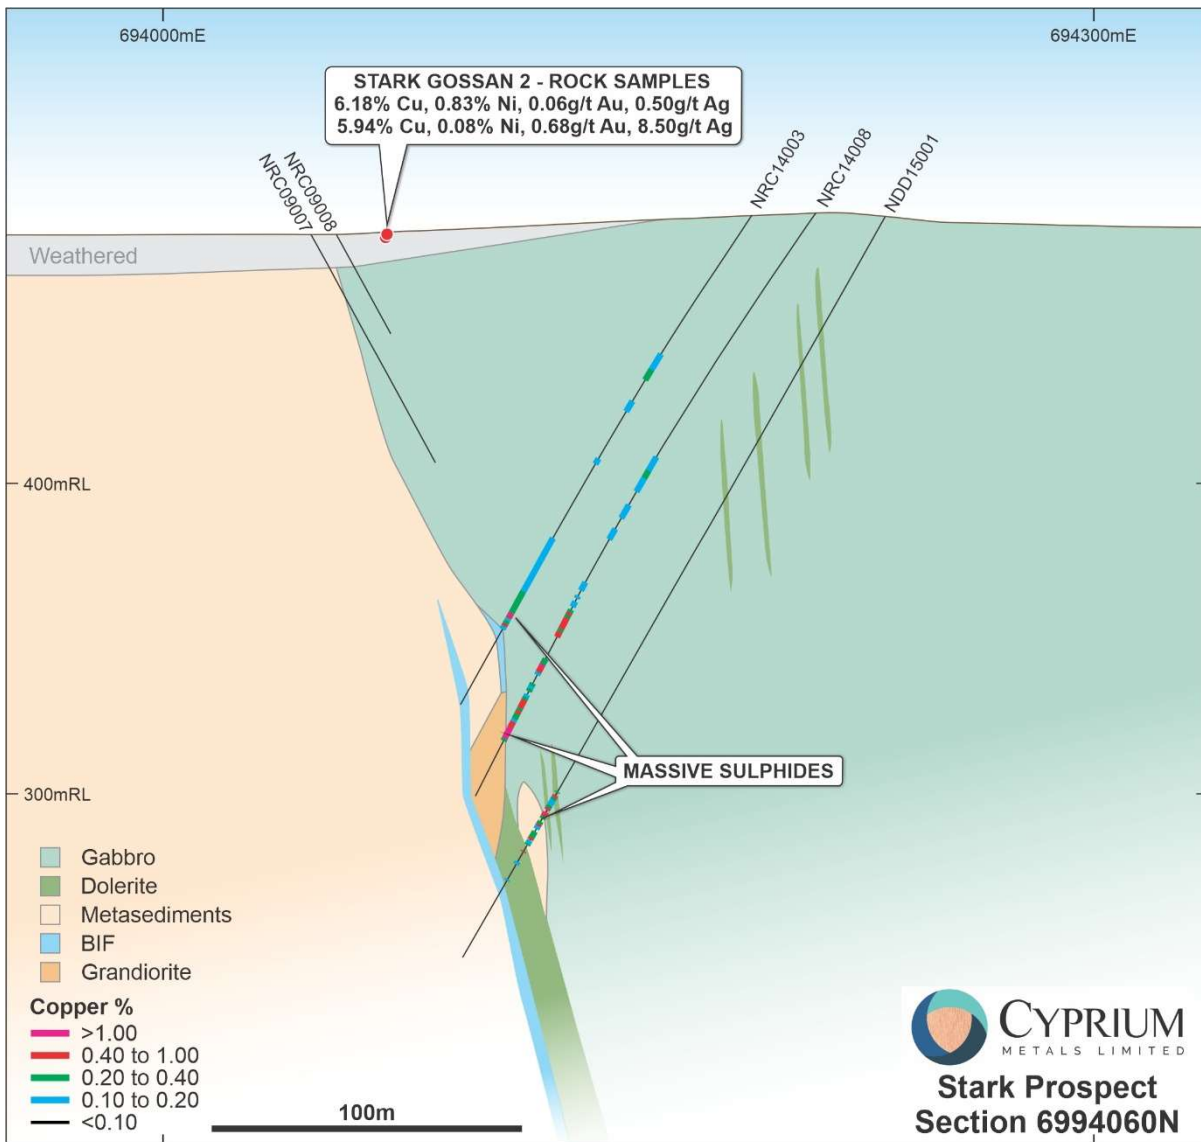 694000mE
694300mE
STARK GOSSAN 2 - ROCK SAMPLES
6.18% Cu, 0.83% Ni, 0.06g/t Au, 0.50g/t Ag
5.94% Cu, 0.08% Ni, 0.68g/t Au, 8.50g/t Ag
NRC09007
NRC09008
NRC14003
NRC14008
NDD15001
Weathered
400mRL
MASSIVE SULPHIDES
300mRL
Gabbro
Dolerite
Metasediments
BIF
Grandiorite
Copper %
>1.00
0.40 to 1.00
0.20 to 0.40
0.10 to 0.20
<0.10
100m
CYPRIUM
METALS LIMITED
Stark Prospect
Section 6994060N